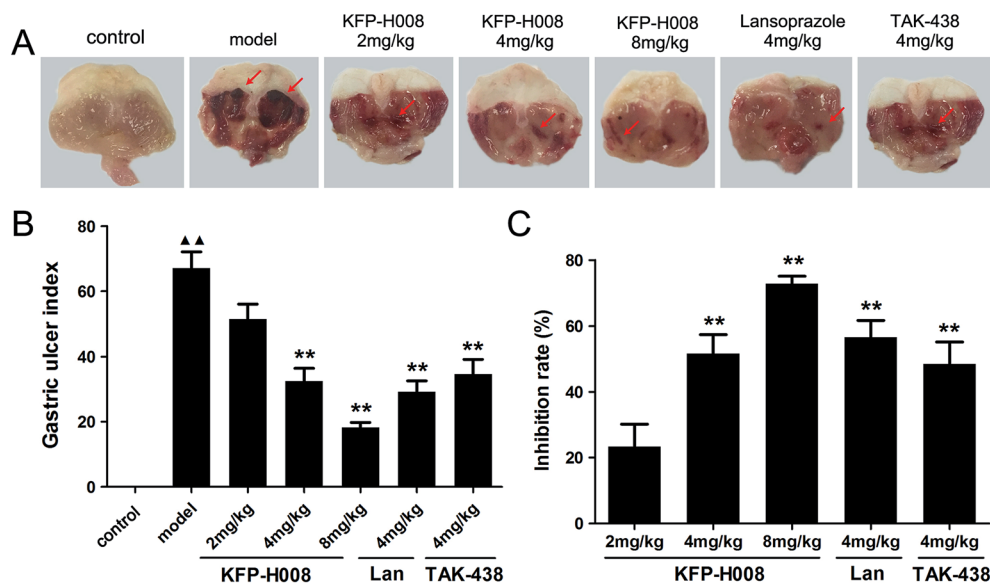 A
control
model
KFP-H008
2mg/kg
KFP-H008
4mg/kg
KFP-H008
8mg/kg
Lansoprazole
4mg/kg
TAK-438
4mg/kg
B
Gastric ulcer index
80
60
40
20
0
▲▲
**
**
**
**
control
model
2mg/kg
4mg/kg
8mg/kg
4mg/kg
4mg/kg
KFP-H008
Lan
TAK-438
C
Inhibition rate (%)
80
60
40
20
0
**
**
**
**
2mg/kg
4mg/kg
8mg/kg
4mg/kg
4mg/kg
KFP-H008
Lan
TAK-438